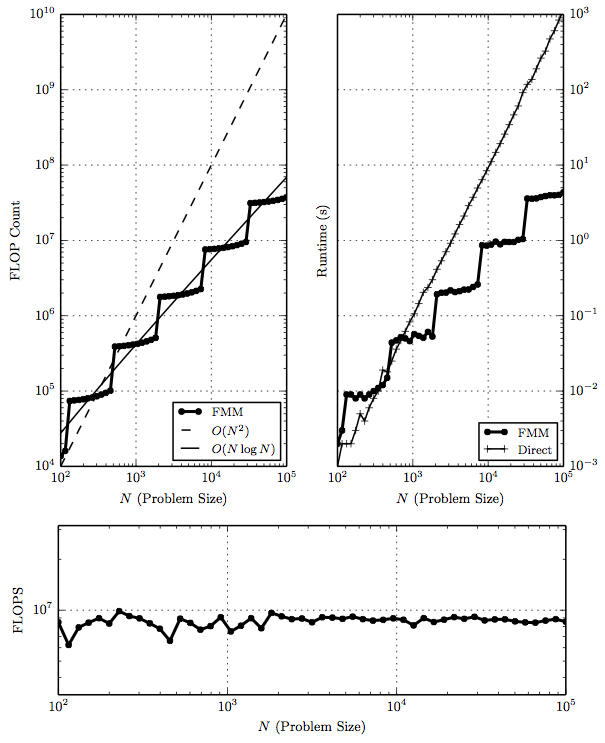 10^10
10^9
10^8
10^7
10^6
10^5
10^4
FLOP Count
10^2 10^3 10^4 10^5
N (Problem Size)
FMM
O(N^2)
O(N log N)
10^3
10^2
10^1
10^0
10^−1
10^−2
10^−3
Runtime (s)
10^2 10^3 10^4 10^5
N (Problem Size)
FMM
Direct
10^7
FLOPS
10^2 10^3 10^4 10^5
N (Problem Size)